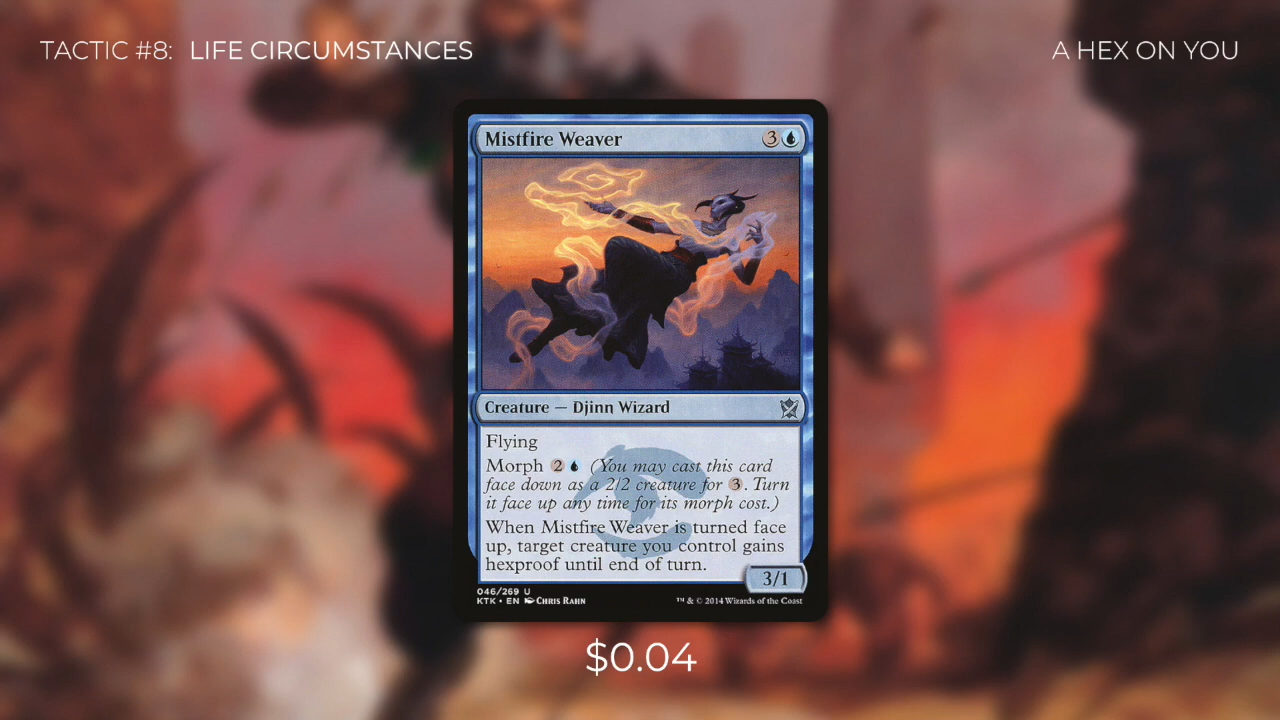 TACTIC #8: LIFE CIRCUMSTANCES
A HEX ON YOU
Mistfire Weaver 3
Creature — Djinn Wizard
Flying
Morph 2 (You may cast this card
face down as a 2/2 creature for 3. Turn
it face up any time for its morph cost.)
When Mistfire Weaver is turned face
up, target creature you control gains
hexproof until end of turn.
3/1
046/269 U
KTK • EN Chris Rahn
™ & © 2014 Wizards of the Coast
$0.04